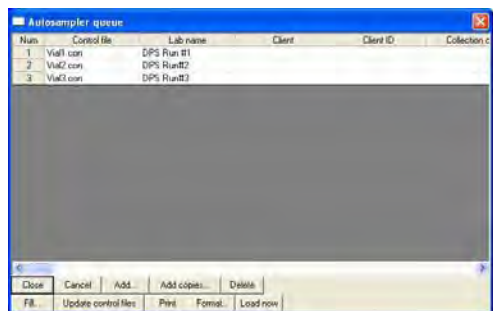 Autosampler queue
Num Control file Lab name Client Client ID Collection d
1 Vial1.con DPS Run #1
2 Vial2.con DPS Run#2
3 Vial3.con DPS Run#3
Close Cancel Add... Add copies... Delete
Fill... Update control files Print Format... Load now